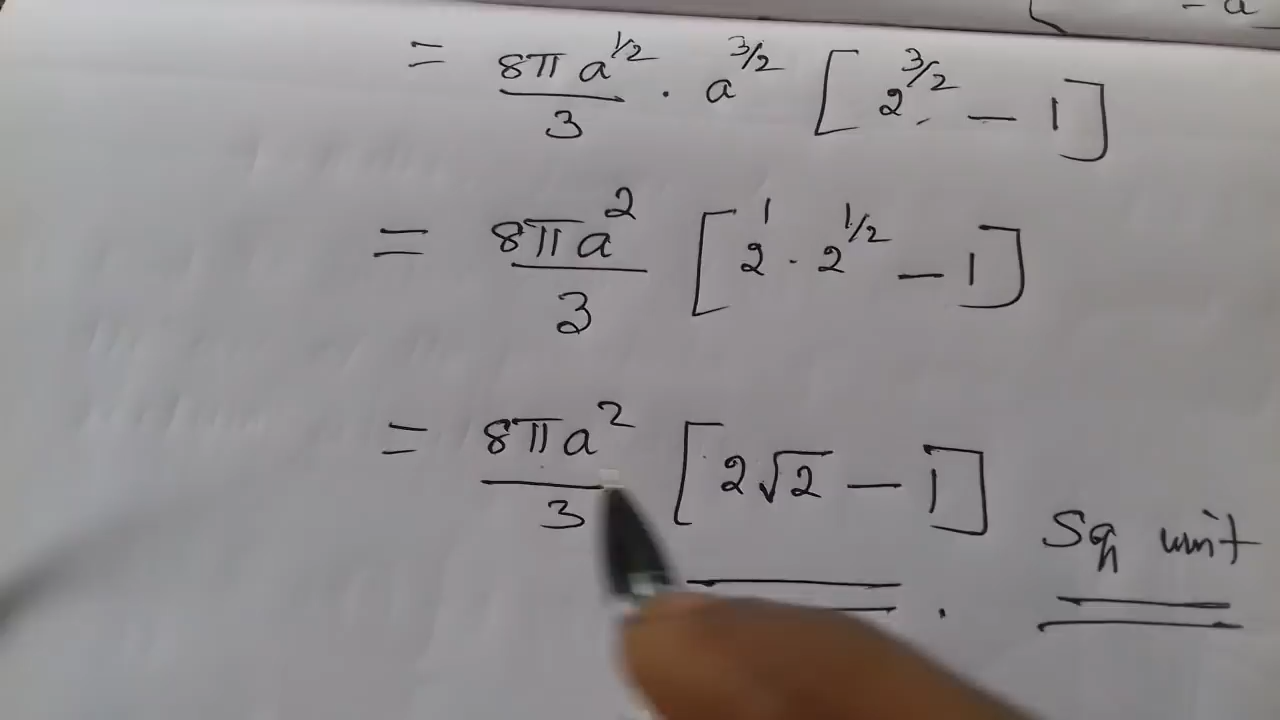 - a
= 8π a^{1/2} / 3 · a^{3/2} [ 2^{3/2} - 1 ]
= 8πa^2 / 3 [ 2^1 · 2^{1/2} - 1 ]
= 8πa^2 / 3 [ 2√2 - 1 ] . Sq unit